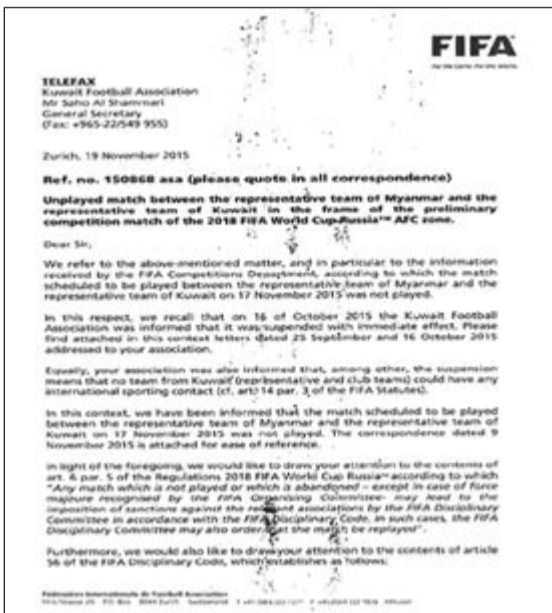 FIFA
For the Game. For the World.
TELEFAX
Kuwait Football Association
Mr Saho Al Shammari
General Secretary
(Fax: +965-22/549 955)
Zurich, 19 November 2015
Ref. no. 150868 asa (please quote in all correspondence)
Unplayed match between the representative team of Myanmar and the
representative team of Kuwait in the frame of the preliminary
competition match of the 2018 FIFA World Cup Russia™ AFC zone.
Dear Sir,
We refer to the above-mentioned matter, and in particular to the information
received by the FIFA Competitions Department, according to which the match
scheduled to be played between the representative team of Myanmar and the
representative team of Kuwait on 17 November 2015 was not played.
In this respect, we recall that on 16 of October 2015 the Kuwait Football
Association was informed that it was suspended with immediate effect. Please
find attached in this context letters dated 25 September and 16 October 2015
addressed to your association.
Equally, your association was also informed that, among other, the suspension
means that no team from Kuwait (representative and club teams) could have any
international sporting contact (cf. art. 14 par. 3 of the FIFA Statutes).
In this context, we have been informed that the match scheduled to be played
between the representative team of Myanmar and the representative team of
Kuwait on 17 November 2015 was not played. The correspondence dated 9
November 2015 is attached for ease of reference.
In light of the foregoing, we would like to draw your attention to the contents of
art. 6 par. 5 of the Regulations 2018 FIFA World Cup Russia™ according to which
"Any match which is not played or which is abandoned – except in case of force
majeure recognised by the FIFA Organising Committee- may lead to the
imposition of sanctions against the relevant associations by the FIFA Disciplinary
Committee in accordance with the FIFA Disciplinary Code. In such cases, the FIFA
Disciplinary Committee may also order that the match be replayed".
Furthermore, we would also like to draw your attention to the contents of article
56 of the FIFA Disciplinary Code, which establishes as follows:
Fédération Internationale de Football Association
FIFA-Strasse 20 P.O. Box 8044 Zurich Switzerland